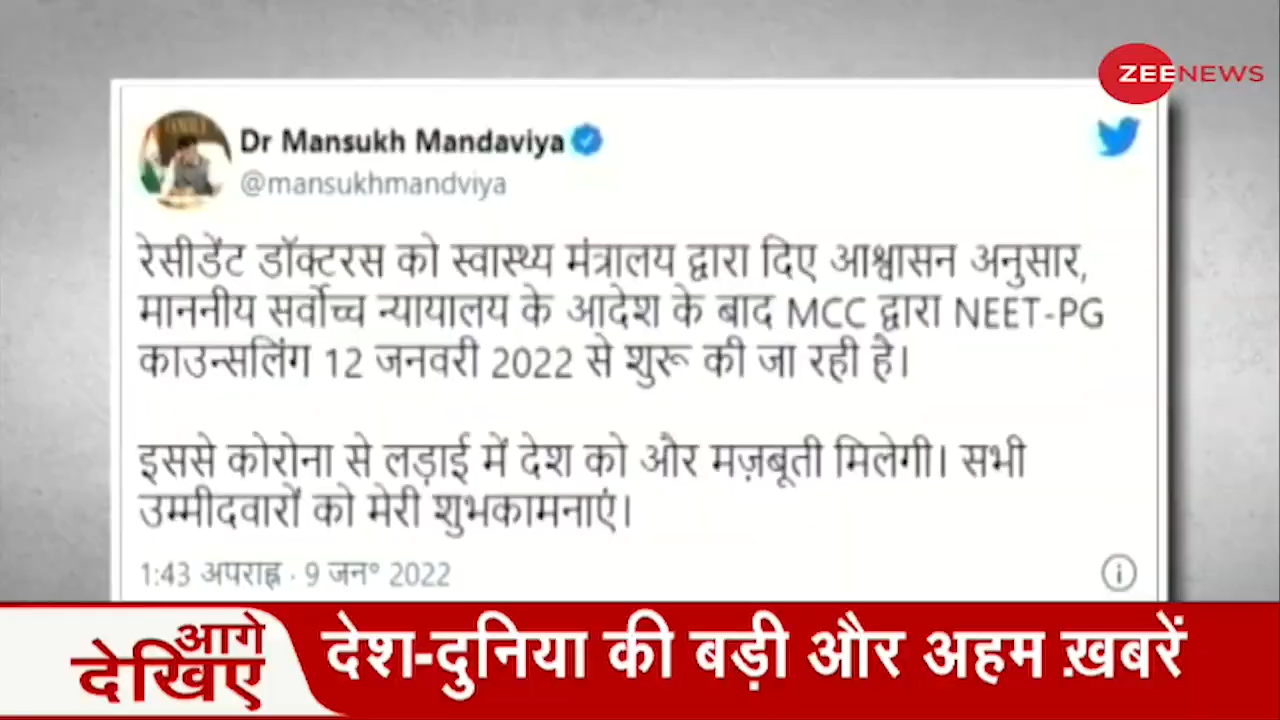 ZEENEWS
Dr Mansukh Mandaviya
@mansukhmandviya
रेसीडेंट डॉक्टरस को स्वास्थ्य मंत्रालय द्वारा दिए आश्वासन अनुसार,
माननीय सर्वोच्च न्यायालय के आदेश के बाद MCC द्वारा NEET-PG
काउन्सलिंग 12 जनवरी 2022 से शुरू की जा रही है।
इससे कोरोना से लड़ाई में देश को और मज़बूती मिलेगी। सभी
उम्मीदवारों को मेरी शुभकामनाएं।
1:43 अपराह्न · 9 जन॰ 2022
आगे
देखिए
देश-दुनिया की बड़ी और अहम ख़बरें